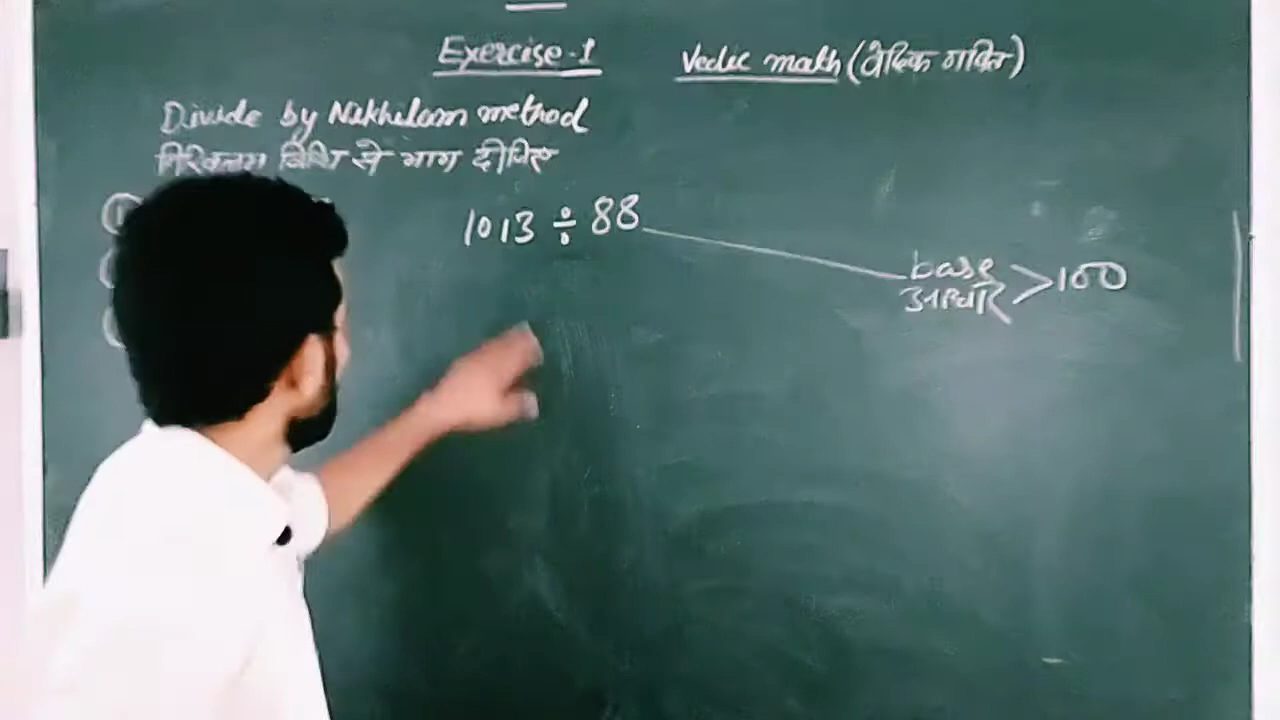 Exercise-1
Vedic math (वैदिक गणित)
Divide by Nikhilam method
निखिलम विधि से भाग दीजिए
1013 ÷ 88
base
आधार > 100